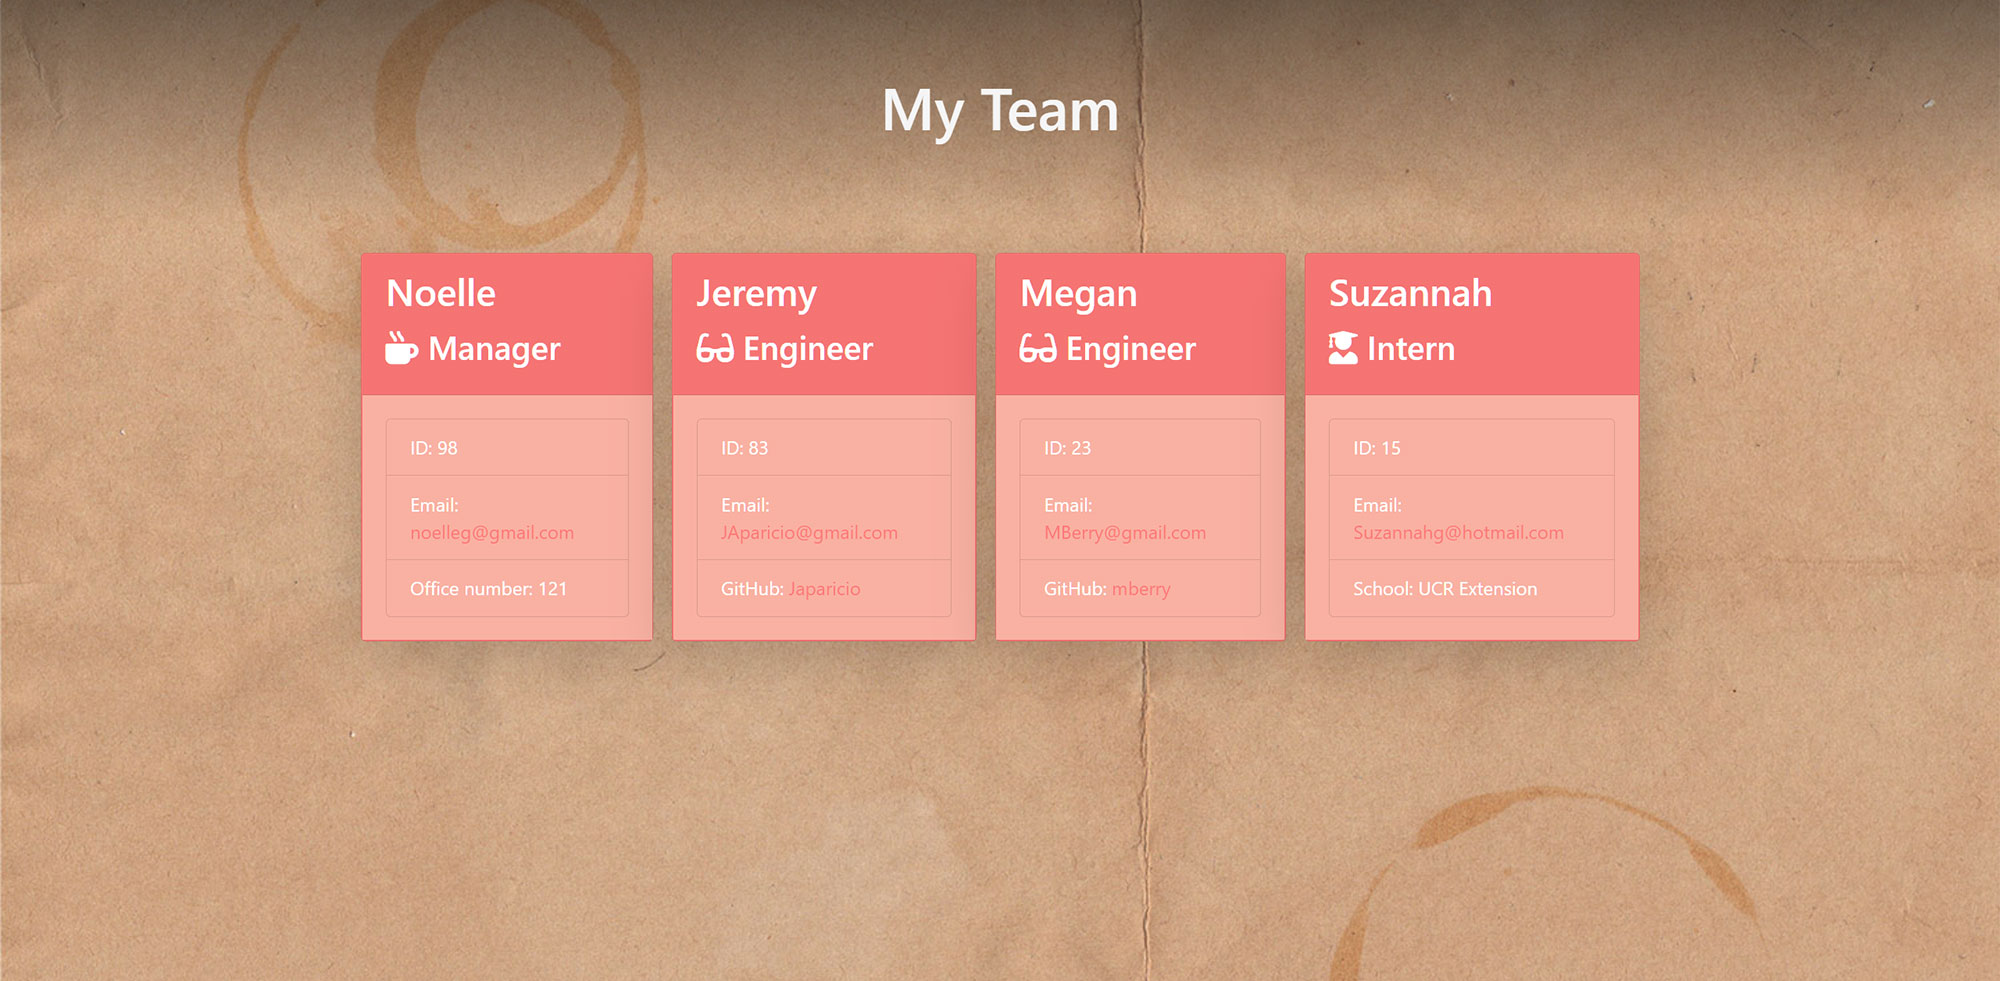 My Team
Noelle
Manager
ID: 98
Email:
noelleg@gmail.com
Office number: 121
Jeremy
Engineer
ID: 83
Email:
JAparicio@gmail.com
GitHub: Japaricio
Megan
Engineer
ID: 23
Email:
MBerry@gmail.com
GitHub: mberry
Suzannah
Intern
ID: 15
Email:
Suzannahg@hotmail.com
School: UCR Extension